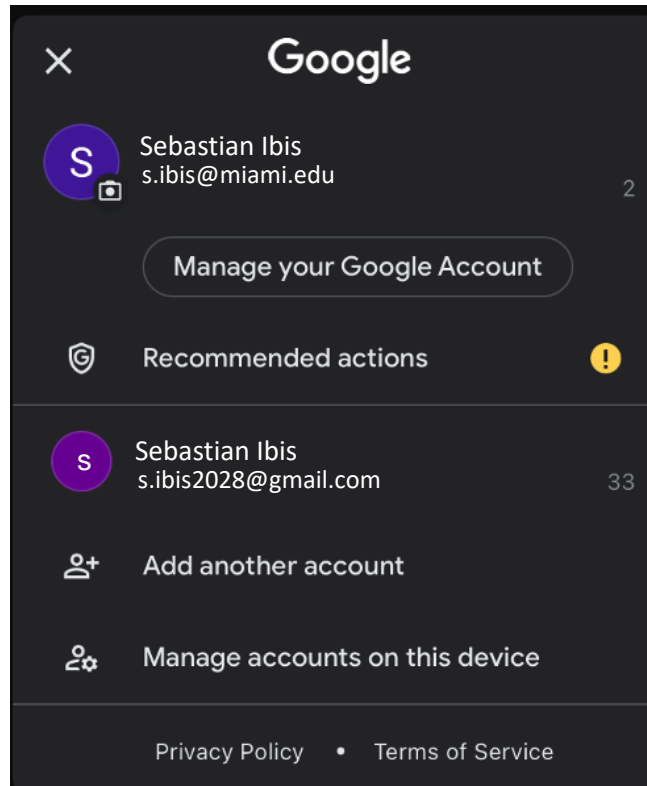 Google
S
Sebastian Ibis
s.ibis@miami.edu
2
Manage your Google Account
G
Recommended actions
!
s
Sebastian Ibis
s.ibis2028@gmail.com
33
Add another account
Manage accounts on this device
Privacy Policy • Terms of Service